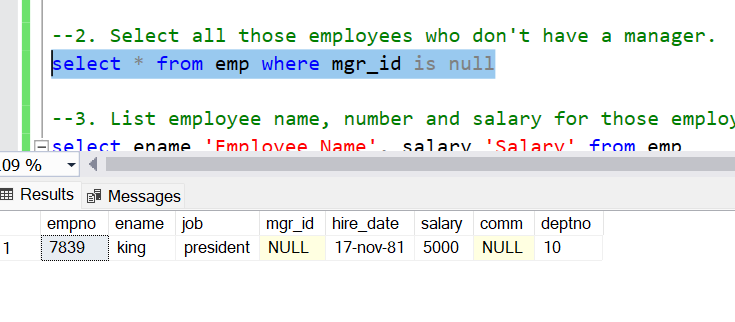 --2. Select all those employees who don't have a manager.
select * from emp where mgr_id is null
--3. List employee name, number and salary for those
select ename 'Employee Name', salary 'Salary' from emp
.09 %
Results Messages
empno ename job mgr_id hire_date salary comm deptno
1 7839 king president NULL 17-nov-81 5000 NULL 10